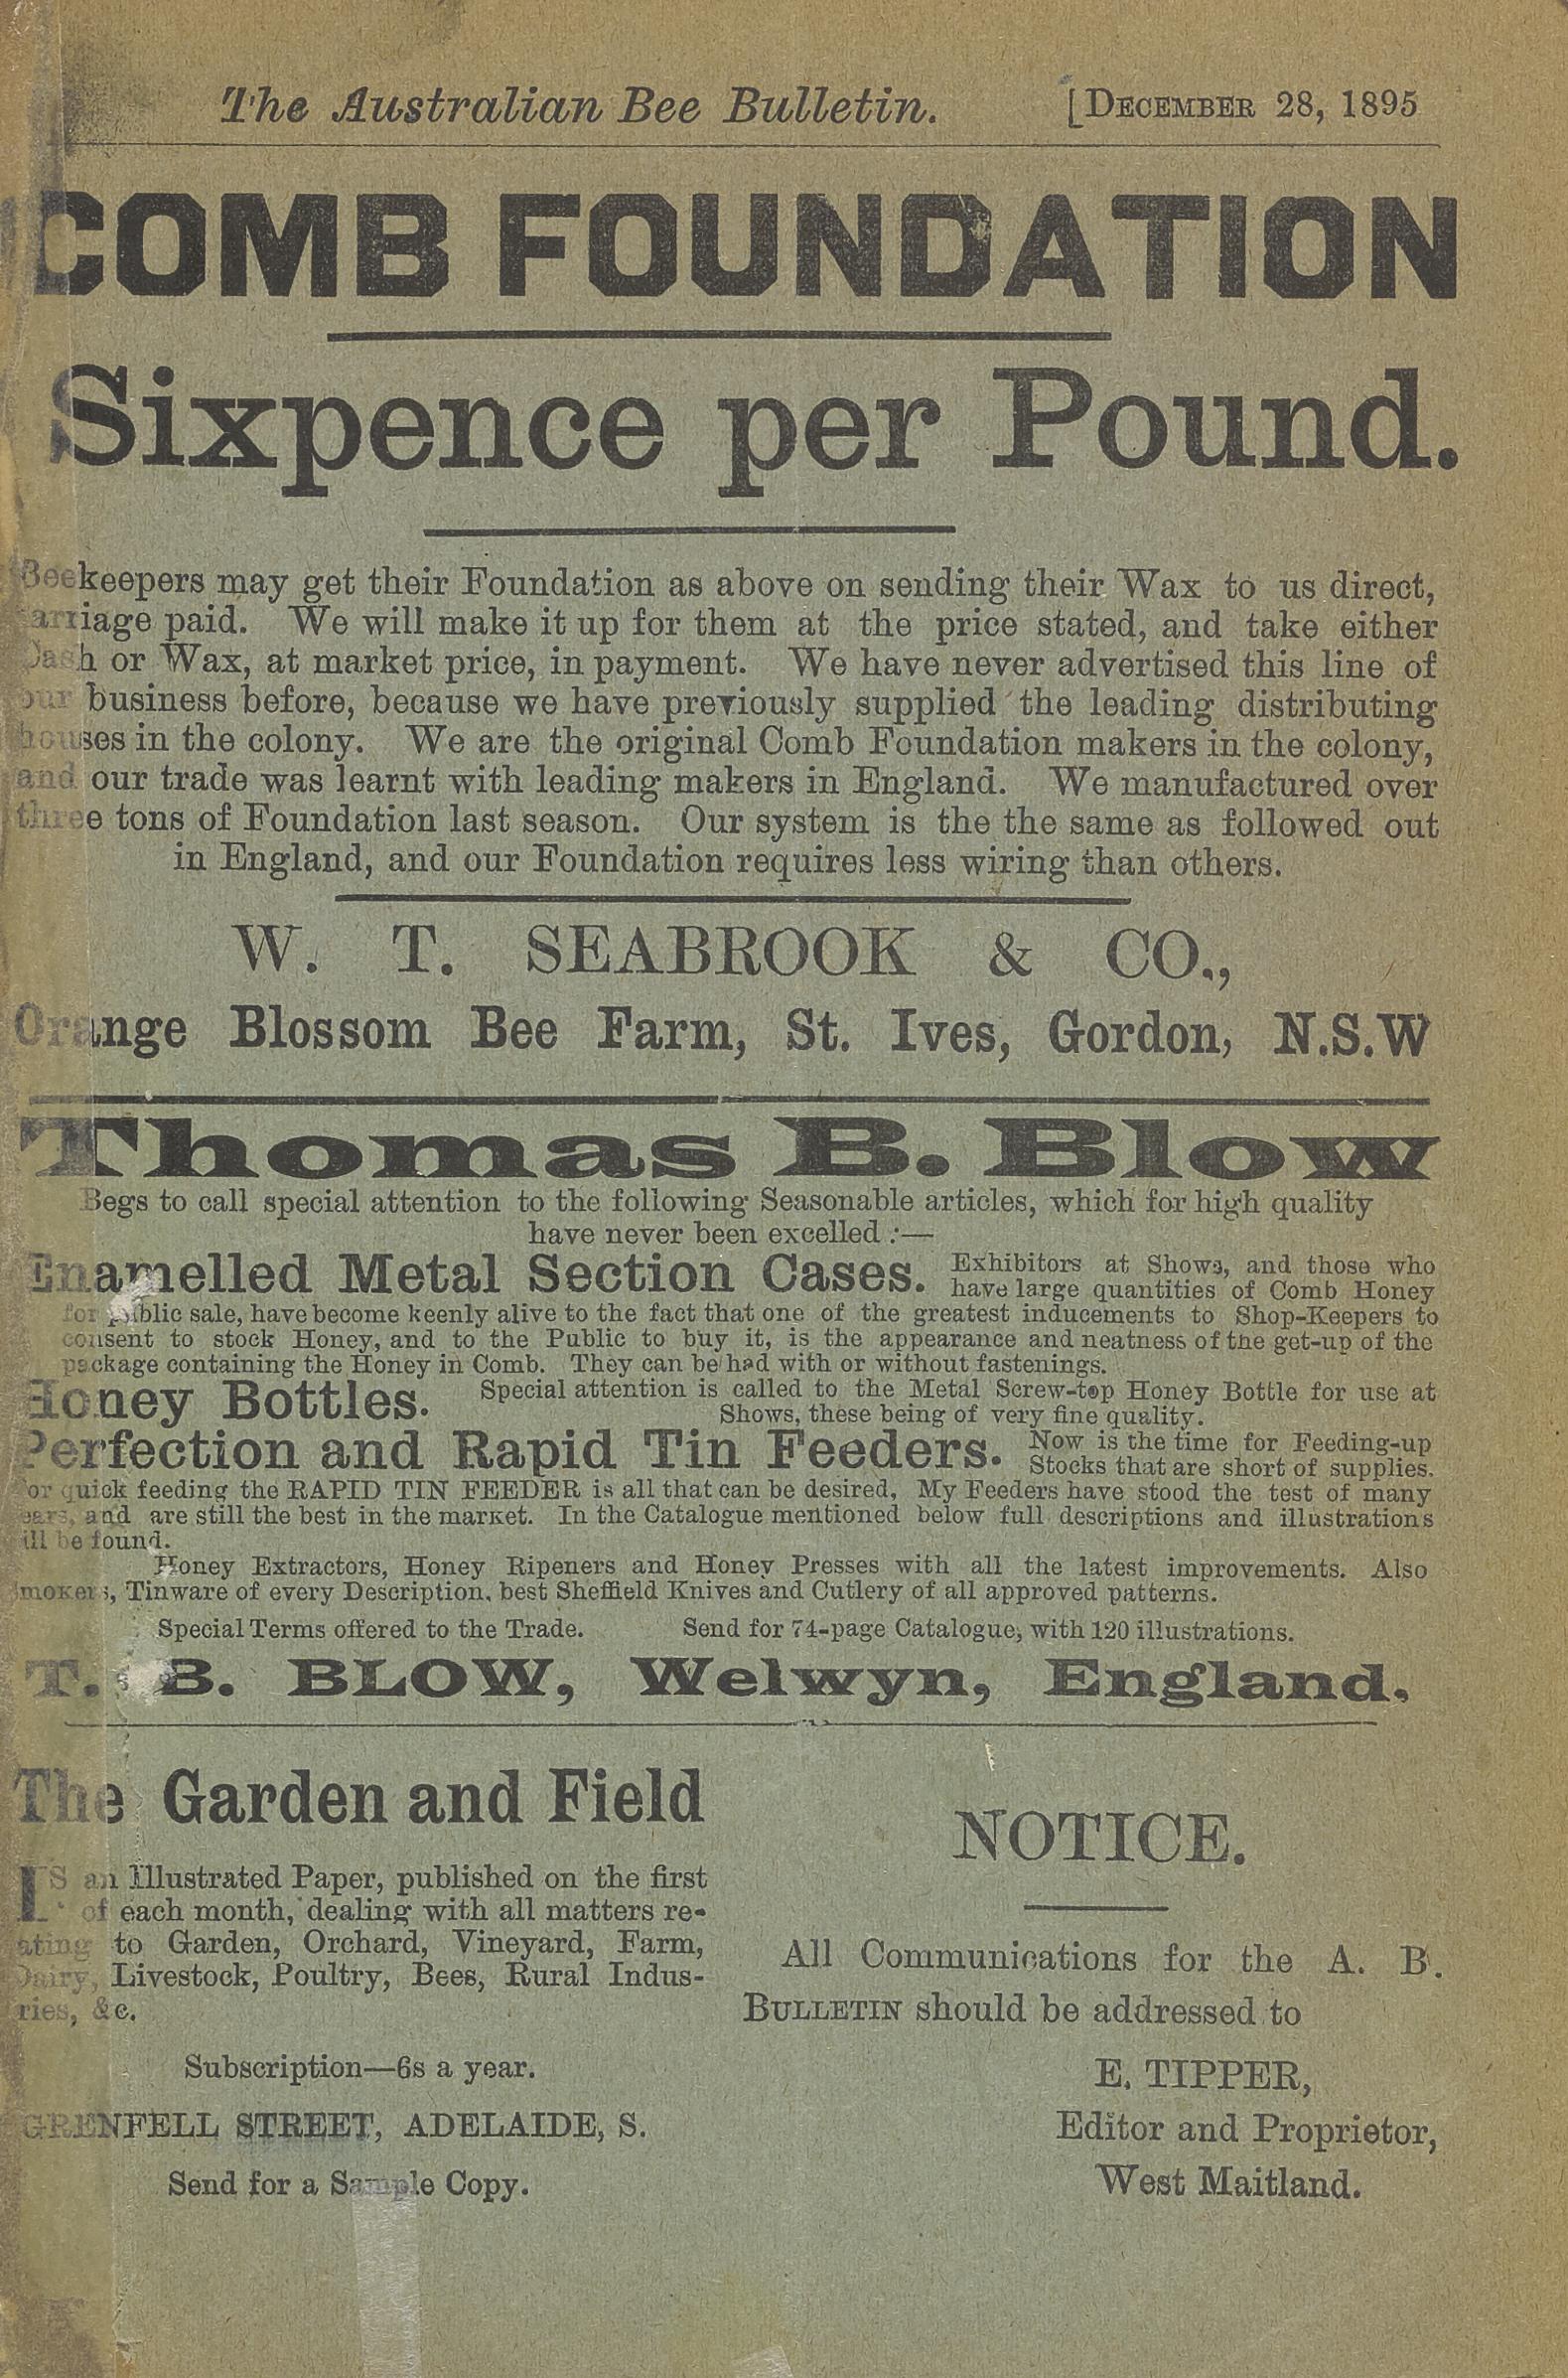 The Australian Bee Bulletin. [DECEMBER 28, 1895
COMB FOUNDATION
Sixpence per Pound.
Beekeepers may get their Foundation as above on sending their Wax to us direct,
carriage paid. We will make it up for them at the price stated, and take either
Cash or Wax, at market price, in payment. We have never advertised this line of
our business before, because we have previously supplied the leading distributing
houses in the colony. We are the original Comb Foundation makers in the colony,
and our trade was learnt with leading makers in England. We manufactured over
three tons of Foundation last season. Our system is the the same as followed out
in England, and our Foundation requires less wiring than others.
W. T. SEABROOK & CO.,
Orange Blossom Bee Farm, St. Ives, Gordon, N.S.W
Thomas B. Blow
Begs to call special attention to the following Seasonable articles, which for high quality
have never been excelled :—
Enamelled Metal Section Cases. Exhibitors at Shows, and those who
have large quantities of Comb Honey
for public sale, have become keenly alive to the fact that one of the greatest inducements to Shop-Keepers to
consent to stock Honey, and to the Public to buy it, is the appearance and neatness of the get-up of the
package containing the Honey in Comb. They can be had with or without fastenings.
Honey Bottles. Special attention is called to the Metal Screw-top Honey Bottle for use at
Shows, these being of very fine quality.
Perfection and Rapid Tin Feeders. Now is the time for Feeding-up
Stocks that are short of supplies.
For quick feeding the RAPID TIN FEEDER is all that can be desired, My Feeders have stood the test of many
years, and are still the best in the market. In the Catalogue mentioned below full descriptions and illustrations
will be found.
Honey Extractors, Honey Ripeners and Honey Presses with all the latest improvements. Also
Smokers, Tinware of every Description, best Sheffield Knives and Cutlery of all approved patterns.
Special Terms offered to the Trade. Send for 74-page Catalogue, with 120 illustrations.
T. B. BLOW, Welwyn, England.
The Garden and Field
IS an Illustrated Paper, published on the first
of each month, dealing with all matters re-
lating to Garden, Orchard, Vineyard, Farm,
Dairy, Livestock, Poultry, Bees, Rural Indus-
tries, &c.
Subscription—6s a year.
GRENFELL STREET, ADELAIDE, S.
Send for a Sample Copy.
NOTICE.
All Communications for the A. B.
BULLETIN should be addressed to
E. TIPPER,
Editor and Proprietor,
West Maitland.